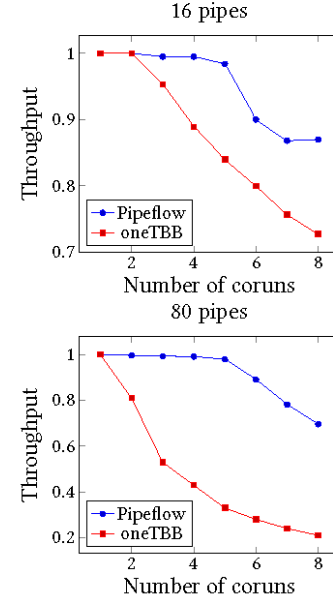 16 pipes
1
0.9
0.8
0.7
Throughput
Pipeflow
oneTBB
2 4 6 8
Number of coruns
80 pipes
1
0.8
0.6
0.4
0.2
Throughput
Pipeflow
oneTBB
2 4 6 8
Number of coruns